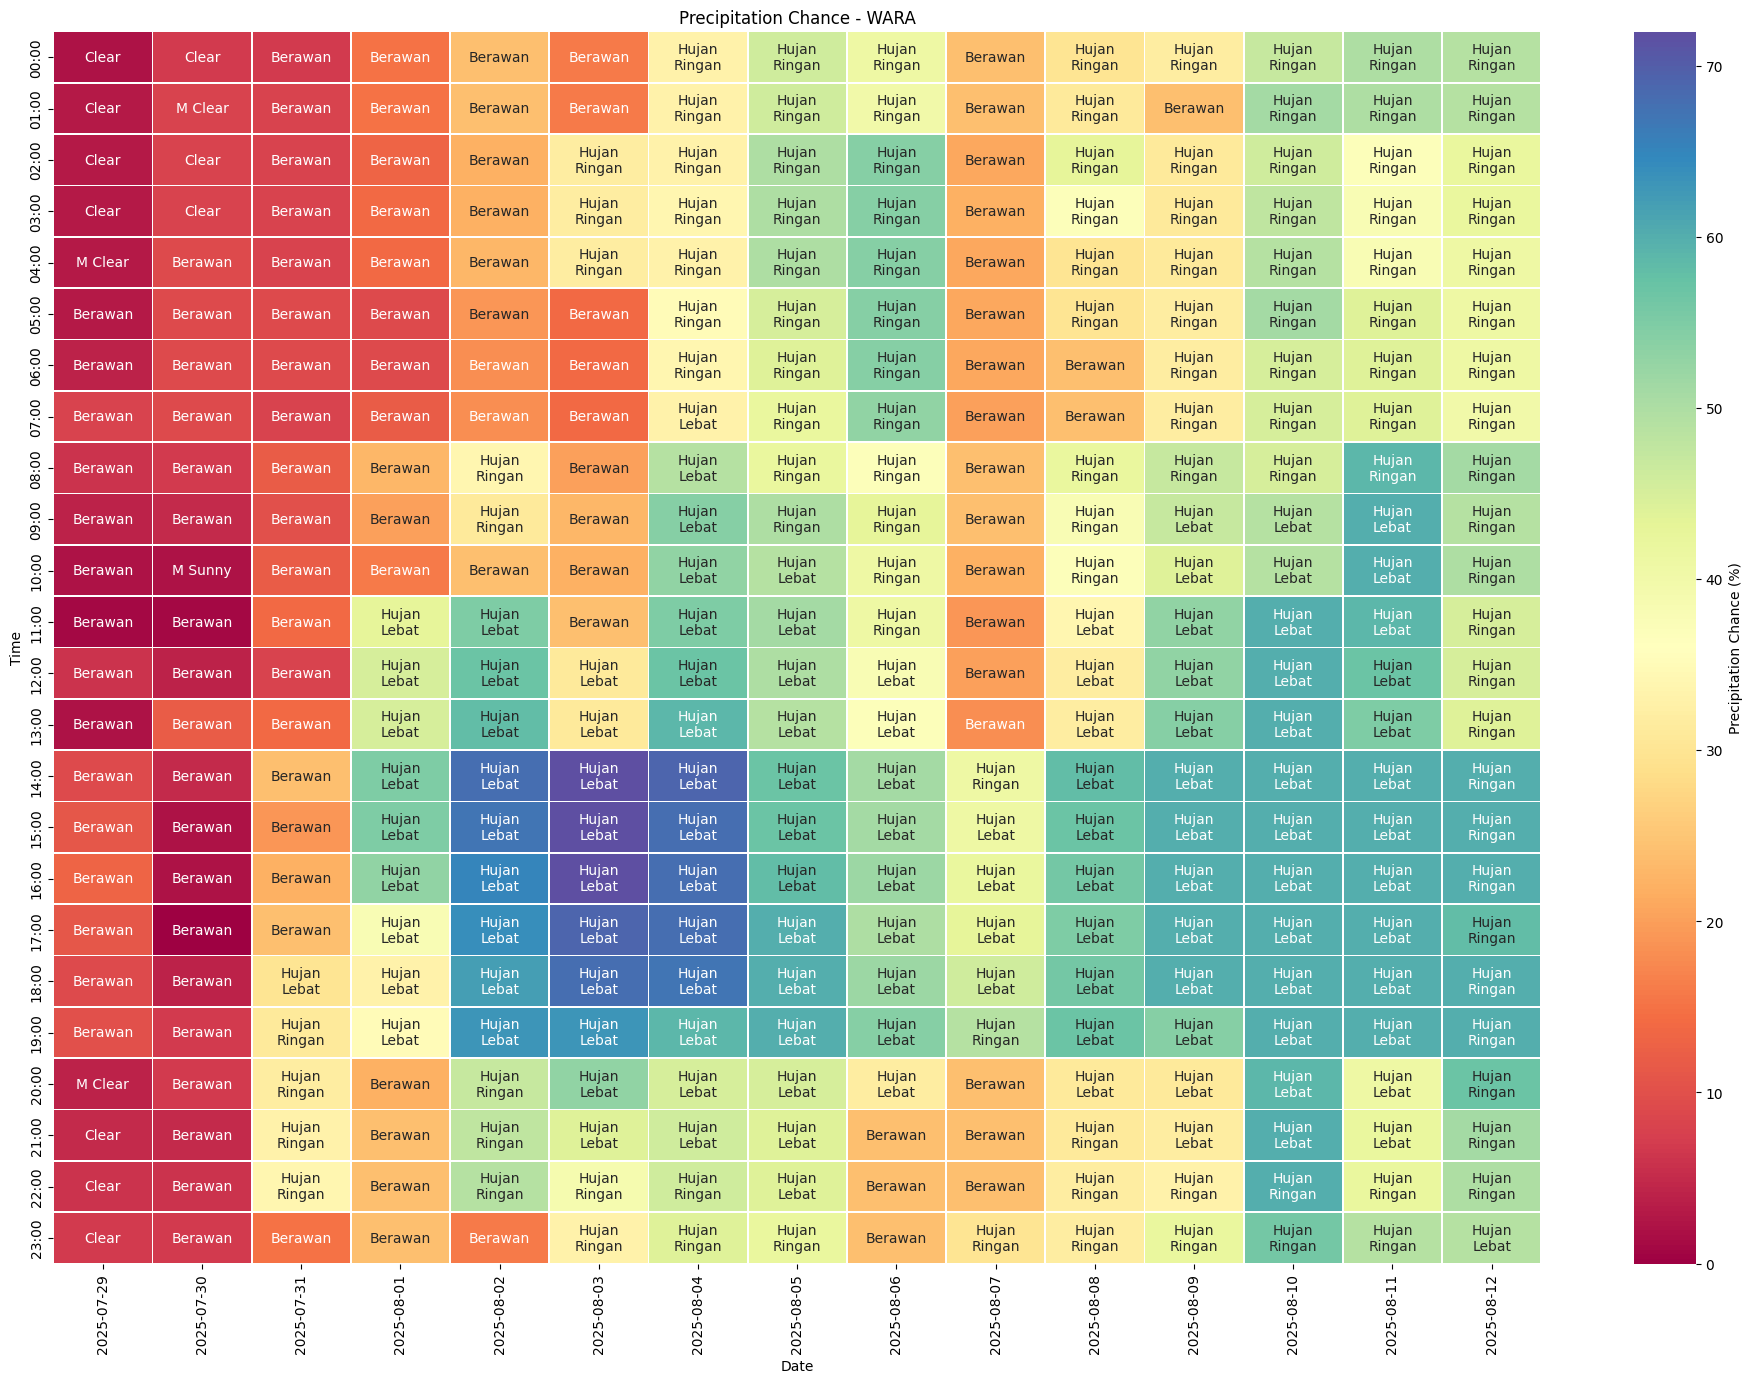 Precipitation Chance - WARA
00:00 Clear Clear Berawan Berawan Berawan Berawan Hujan Ringan Hujan Ringan Hujan Ringan Berawan Hujan Ringan Hujan Ringan Hujan Ringan Hujan Ringan Hujan Ringan
01:00 Clear M Clear Berawan Berawan Berawan Berawan Hujan Ringan Hujan Ringan Hujan Ringan Berawan Hujan Ringan Berawan Hujan Ringan Hujan Ringan Hujan Ringan
02:00 Clear Clear Berawan Berawan Berawan Hujan Ringan Hujan Ringan Hujan Ringan Hujan Ringan Berawan Hujan Ringan Hujan Ringan Hujan Ringan Hujan Ringan Hujan Ringan
03:00 Clear Clear Berawan Berawan Berawan Hujan Ringan Hujan Ringan Hujan Ringan Hujan Ringan Berawan Hujan Ringan Hujan Ringan Hujan Ringan Hujan Ringan Hujan Ringan
04:00 M Clear Berawan Berawan Berawan Berawan Hujan Ringan Hujan Ringan Hujan Ringan Hujan Ringan Berawan Hujan Ringan Hujan Ringan Hujan Ringan Hujan Ringan Hujan Ringan
05:00 Berawan Berawan Berawan Berawan Berawan Berawan Hujan Ringan Hujan Ringan Hujan Ringan Berawan Hujan Ringan Hujan Ringan Hujan Ringan Hujan Ringan Hujan Ringan
06:00 Berawan Berawan Berawan Berawan Berawan Berawan Hujan Ringan Hujan Ringan Hujan Ringan Berawan Berawan Hujan Ringan Hujan Ringan Hujan Ringan Hujan Ringan
07:00 Berawan Berawan Berawan Berawan Berawan Berawan Hujan Lebat Hujan Ringan Hujan Ringan Berawan Berawan Hujan Ringan Hujan Ringan Hujan Ringan Hujan Ringan
08:00 Berawan Berawan Berawan Berawan Hujan Ringan Berawan Hujan Lebat Hujan Ringan Hujan Ringan Berawan Hujan Ringan Hujan Ringan Hujan Ringan Hujan Ringan Hujan Ringan
09:00 Berawan Berawan Berawan Berawan Hujan Ringan Berawan Hujan Lebat Hujan Ringan Hujan Ringan Berawan Hujan Ringan Hujan Lebat Hujan Lebat Hujan Lebat Hujan Ringan
10:00 Berawan M Sunny Berawan Berawan Berawan Berawan Hujan Lebat Hujan Lebat Hujan Ringan Berawan Hujan Ringan Hujan Lebat Hujan Lebat Hujan Lebat Hujan Ringan
11:00 Berawan Berawan Berawan Hujan Lebat Hujan Lebat Berawan Hujan Lebat Hujan Lebat Hujan Ringan Berawan Hujan Lebat Hujan Lebat Hujan Lebat Hujan Lebat Hujan Ringan
12:00 Berawan Berawan Berawan Hujan Lebat Hujan Lebat Hujan Lebat Hujan Lebat Hujan Lebat Hujan Lebat Berawan Hujan Lebat Hujan Lebat Hujan Lebat Hujan Lebat Hujan Ringan
13:00 Berawan Berawan Berawan Hujan Lebat Hujan Lebat Hujan Lebat Hujan Lebat Hujan Lebat Hujan Lebat Berawan Hujan Lebat Hujan Lebat Hujan Lebat Hujan Lebat Hujan Ringan
14:00 Berawan Berawan Berawan Hujan Lebat Hujan Lebat Hujan Lebat Hujan Lebat Hujan Lebat Hujan Lebat Hujan Ringan Hujan Lebat Hujan Lebat Hujan Lebat Hujan Lebat Hujan Ringan
15:00 Berawan Berawan Berawan Hujan Lebat Hujan Lebat Hujan Lebat Hujan Lebat Hujan Lebat Hujan Lebat Hujan Lebat Hujan Lebat Hujan Lebat Hujan Lebat Hujan Lebat Hujan Ringan
16:00 Berawan Berawan Berawan Hujan Lebat Hujan Lebat Hujan Lebat Hujan Lebat Hujan Lebat Hujan Lebat Hujan Lebat Hujan Lebat Hujan Lebat Hujan Lebat Hujan Lebat Hujan Ringan
17:00 Berawan Berawan Berawan Hujan Lebat Hujan Lebat Hujan Lebat Hujan Lebat Hujan Lebat Hujan Lebat Hujan Lebat Hujan Lebat Hujan Lebat Hujan Lebat Hujan Lebat Hujan Ringan
18:00 Berawan Berawan Hujan Lebat Hujan Lebat Hujan Lebat Hujan Lebat Hujan Lebat Hujan Lebat Hujan Lebat Hujan Lebat Hujan Lebat Hujan Lebat Hujan Lebat Hujan Lebat Hujan Ringan
19:00 Berawan Berawan Hujan Ringan Hujan Lebat Hujan Lebat Hujan Lebat Hujan Lebat Hujan Lebat Hujan Lebat Hujan Ringan Hujan Lebat Hujan Lebat Hujan Lebat Hujan Lebat Hujan Ringan
20:00 M Clear Berawan Hujan Ringan Berawan Hujan Ringan Hujan Lebat Hujan Lebat Hujan Lebat Hujan Lebat Berawan Hujan Lebat Hujan Lebat Hujan Lebat Hujan Lebat Hujan Ringan
21:00 Clear Berawan Hujan Ringan Berawan Hujan Ringan Hujan Lebat Hujan Lebat Hujan Lebat Berawan Berawan Hujan Ringan Hujan Lebat Hujan Lebat Hujan Lebat Hujan Ringan
22:00 Clear Berawan Hujan Ringan Berawan Hujan Ringan Hujan Ringan Hujan Ringan Hujan Lebat Berawan Berawan Hujan Ringan Hujan Ringan Hujan Ringan Hujan Ringan Hujan Ringan
23:00 Clear Berawan Berawan Berawan Berawan Hujan Ringan Hujan Ringan Hujan Ringan Berawan Hujan Ringan Hujan Ringan Hujan Ringan Hujan Ringan Hujan Ringan Hujan Lebat
Time
2025-07-29 2025-07-30 2025-07-31 2025-08-01 2025-08-02 2025-08-03 2025-08-04 2025-08-05 2025-08-06 2025-08-07 2025-08-08 2025-08-09 2025-08-10 2025-08-11 2025-08-12
Date
70
60
50
40
30
20
10
0
Precipitation Chance (%)